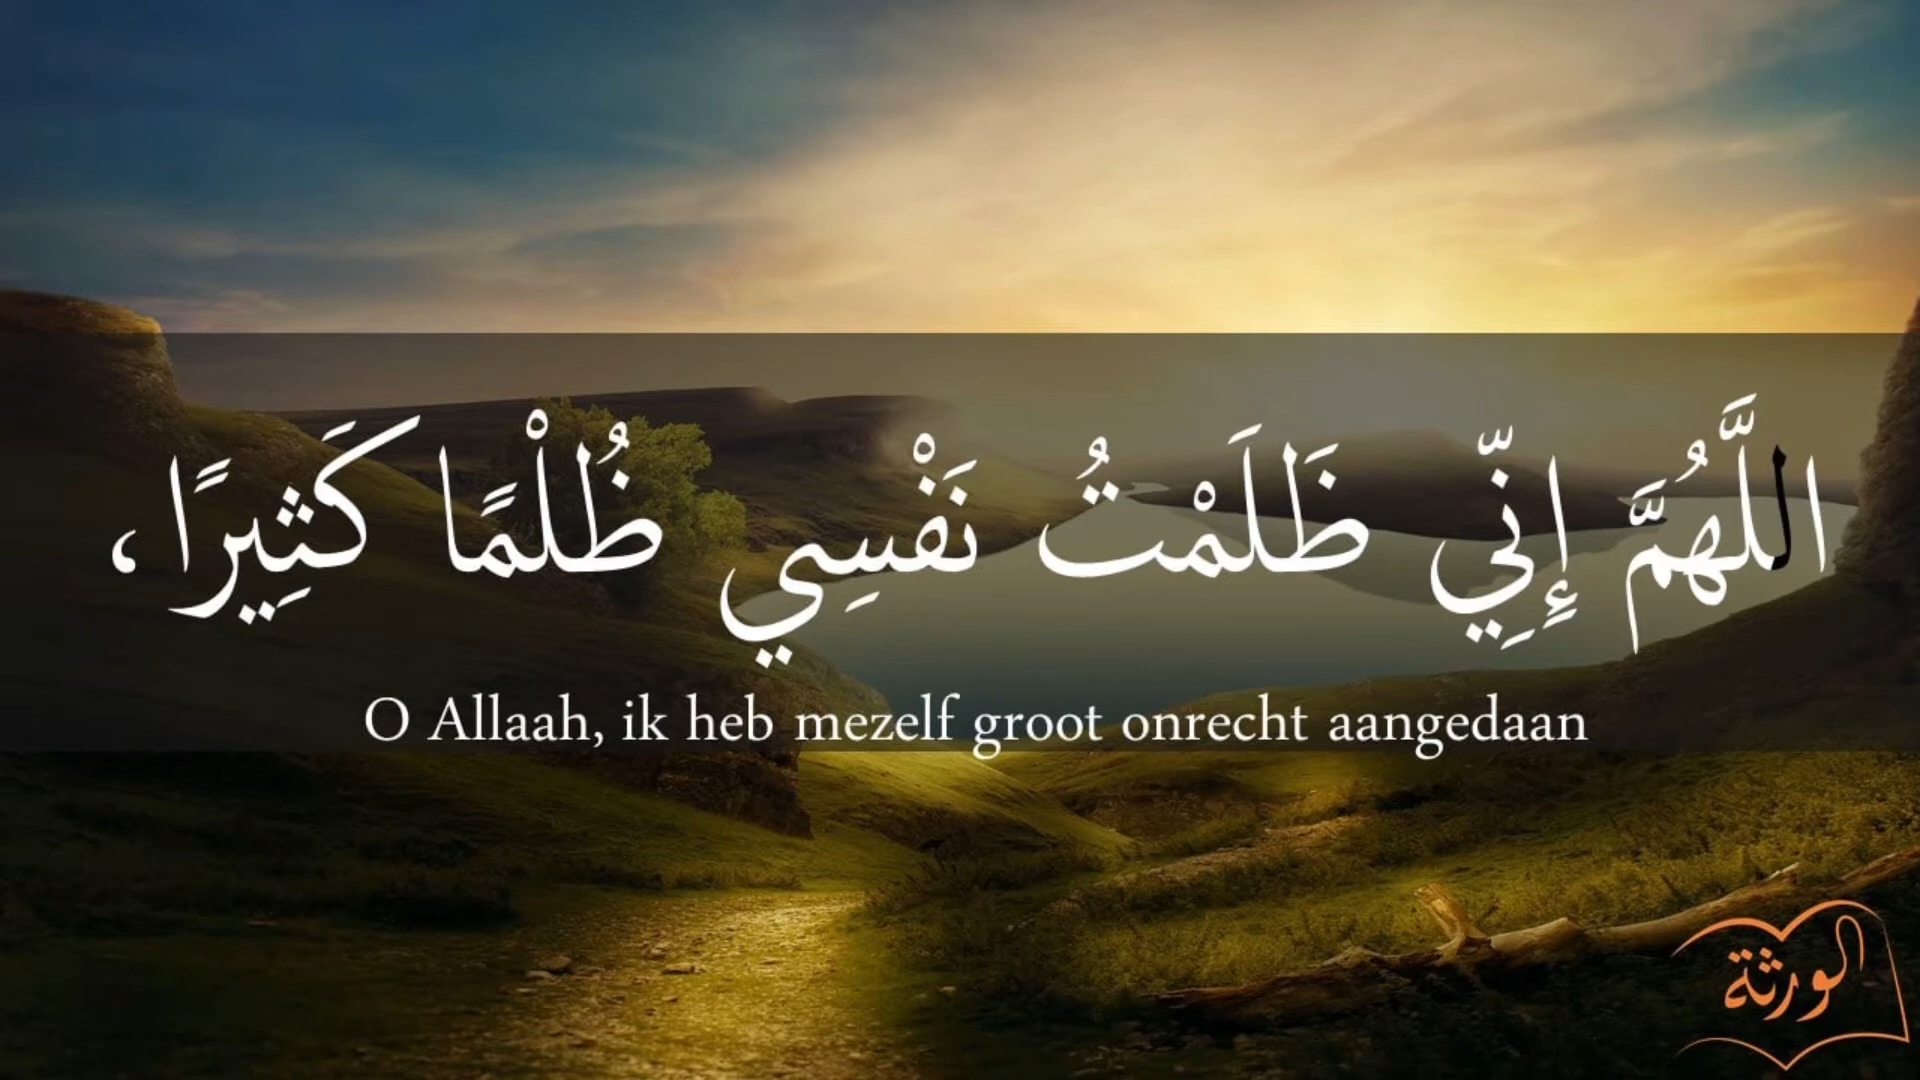 اللَّهُمَّ إِنِّي ظَلَمْتُ نَفْسِي ظُلْمًا كَثِيرًا،
O Allaah, ik heb mezelf groot onrecht aangedaan
الورثة